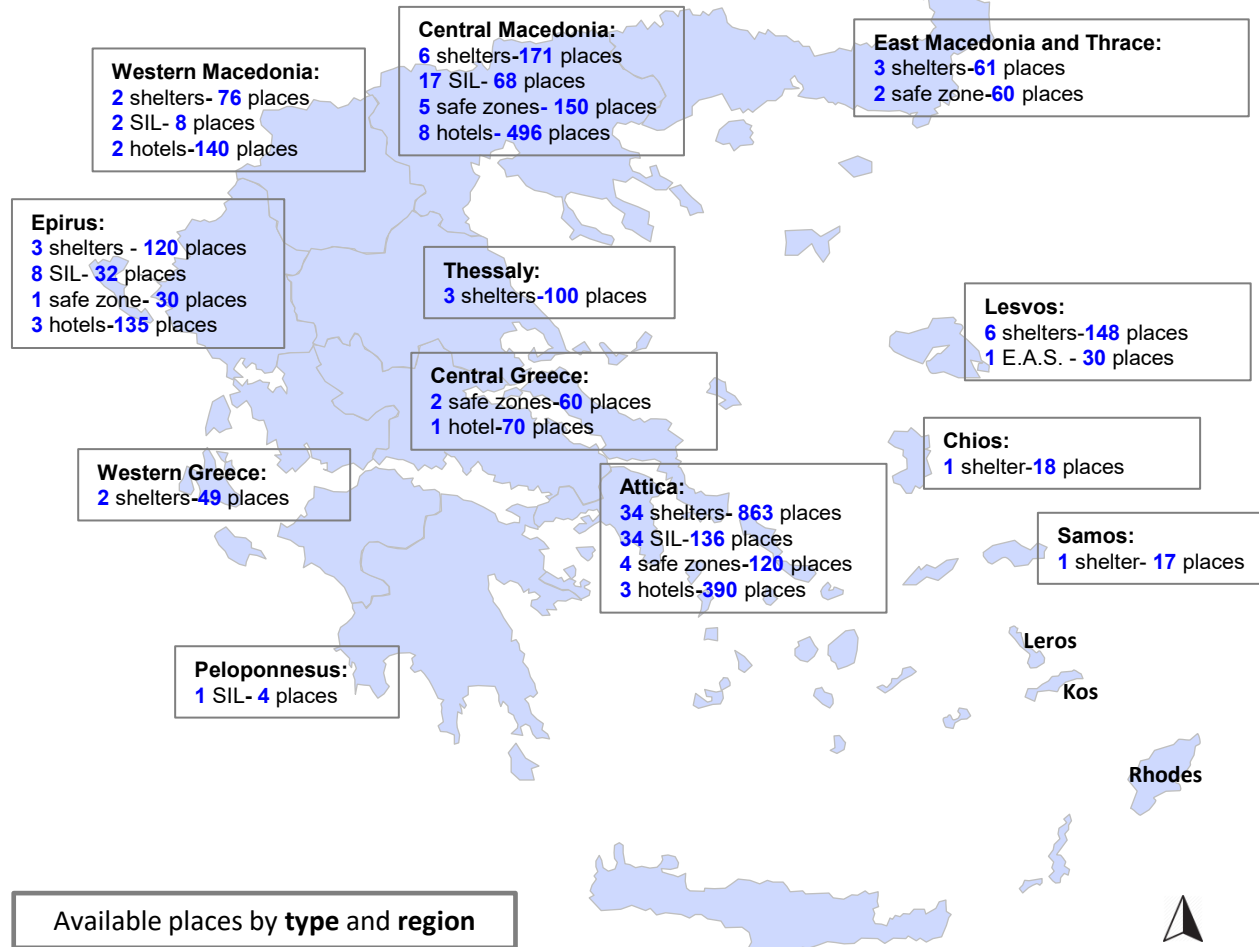 Central Macedonia:
6 shelters-171 places
17 SIL- 68 places
5 safe zones- 150 places
8 hotels- 496 places
East Macedonia and Thrace:
3 shelters-61 places
2 safe zone-60 places
Western Macedonia:
2 shelters- 76 places
2 SIL- 8 places
2 hotels-140 places
Epirus:
3 shelters - 120 places
8 SIL- 32 places
1 safe zone- 30 places
3 hotels-135 places
Thessaly:
3 shelters-100 places
Lesvos:
6 shelters-148 places
1 E.A.S. - 30 places
Central Greece:
2 safe zones-60 places
1 hotel-70 places
Chios:
1 shelter-18 places
Western Greece:
2 shelters-49 places
Attica:
34 shelters- 863 places
34 SIL-136 places
4 safe zones-120 places
3 hotels-390 places
Samos:
1 shelter- 17 places
Leros
Kos
Peloponnesus:
1 SIL- 4 places
Rhodes
Available places by type and region